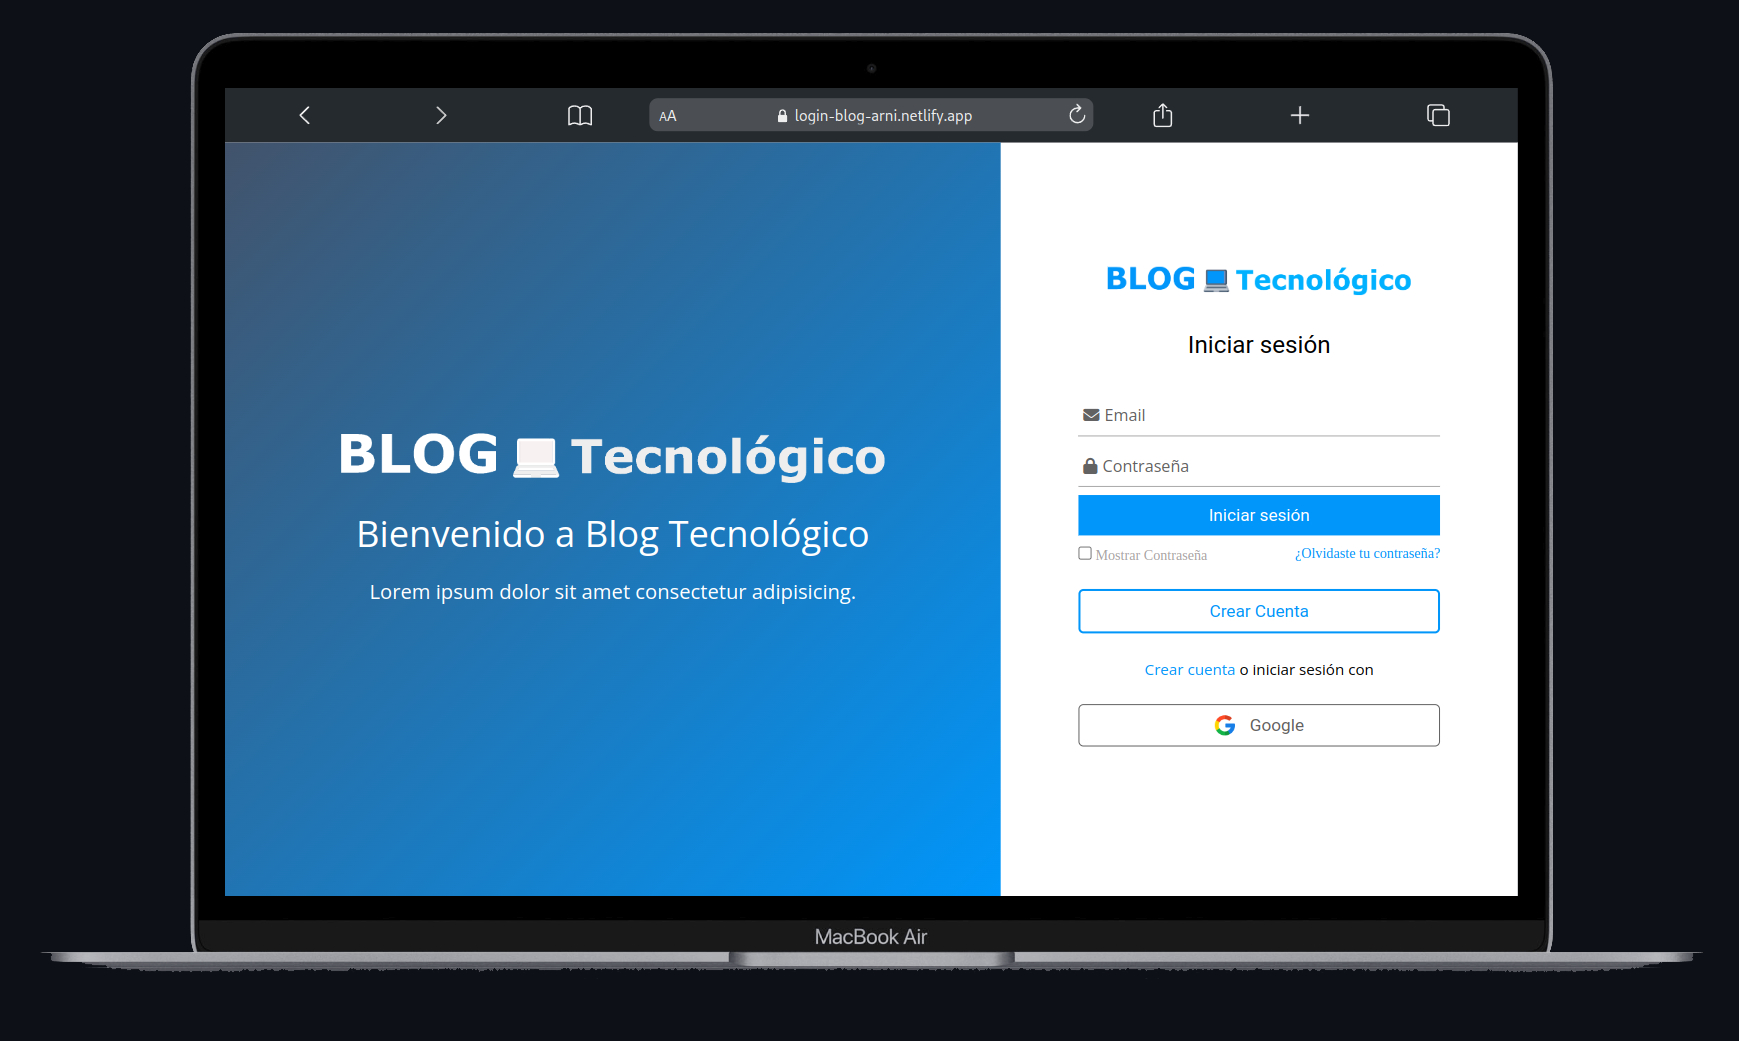 AA login-blog-arni.netlify.app
BLOG Tecnológico
Bienvenido a Blog Tecnológico
Lorem ipsum dolor sit amet consectetur adipisicing.
BLOG Tecnológico
Iniciar sesión
Email
Contraseña
Iniciar sesión
Mostrar Contraseña ¿Olvidaste tu contraseña?
Crear Cuenta
Crear cuenta o iniciar sesión con
Google
MacBook Air